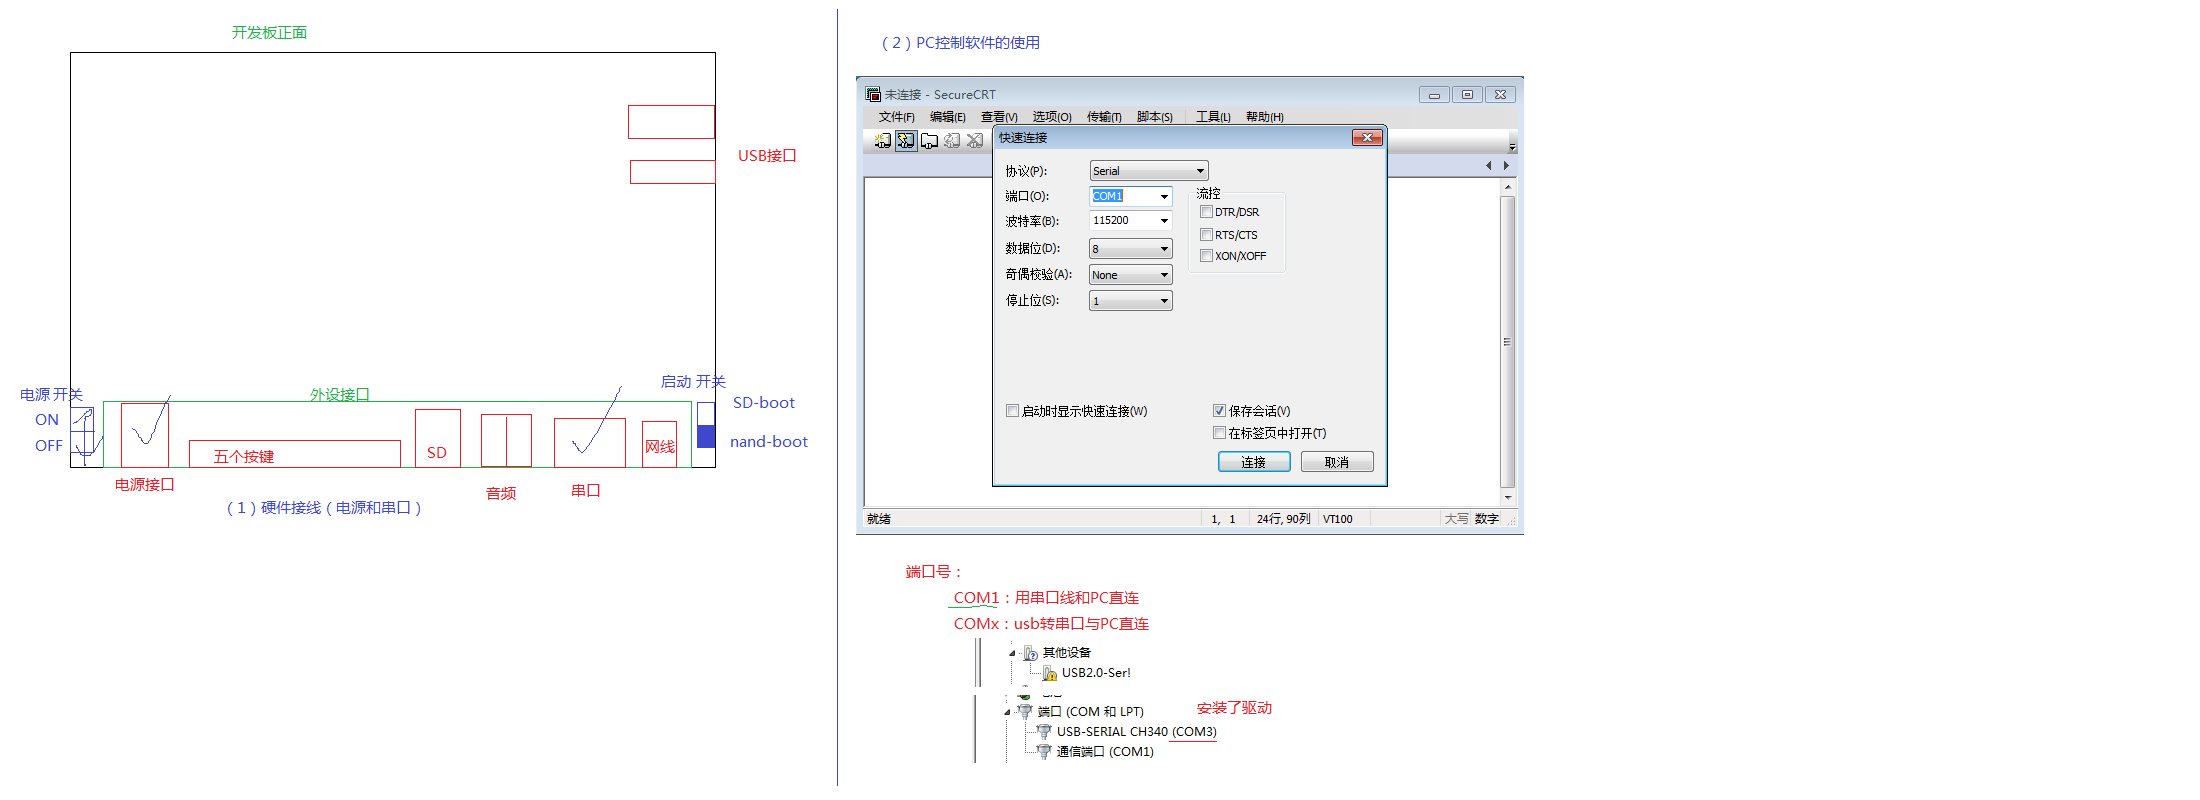 开发板正面
USB接口
电源 开关
ON
OFF
外设接口
启动 开关
SD-boot
nand-boot
五个按键
SD
网线
电源接口
音频
串口
（1）硬件接线（电源和串口）
（2）PC控制软件的使用
未连接 - SecureCRT
文件(F) 编辑(E) 查看(V) 选项(O) 传输(T) 脚本(S) 工具(L) 帮助(H)
快速连接
协议(P): Serial
端口(O): COM1
波特率(B): 115200
数据位(D): 8
奇偶校验(A): None
停止位(S): 1
流控
DTR/DSR
RTS/CTS
XON/XOFF
启动时显示快速连接(W)
保存会话(V)
在标签页中打开(T)
连接 取消
就绪 1, 1 24行, 90列 VT100 大写 数字
端口号：
COM1：用串口线和PC直连
COMx：usb转串口与PC直连
其他设备
USB2.0-Ser!
端口 (COM 和 LPT)
安装了驱动
USB-SERIAL CH340 (COM3)
通信端口 (COM1)